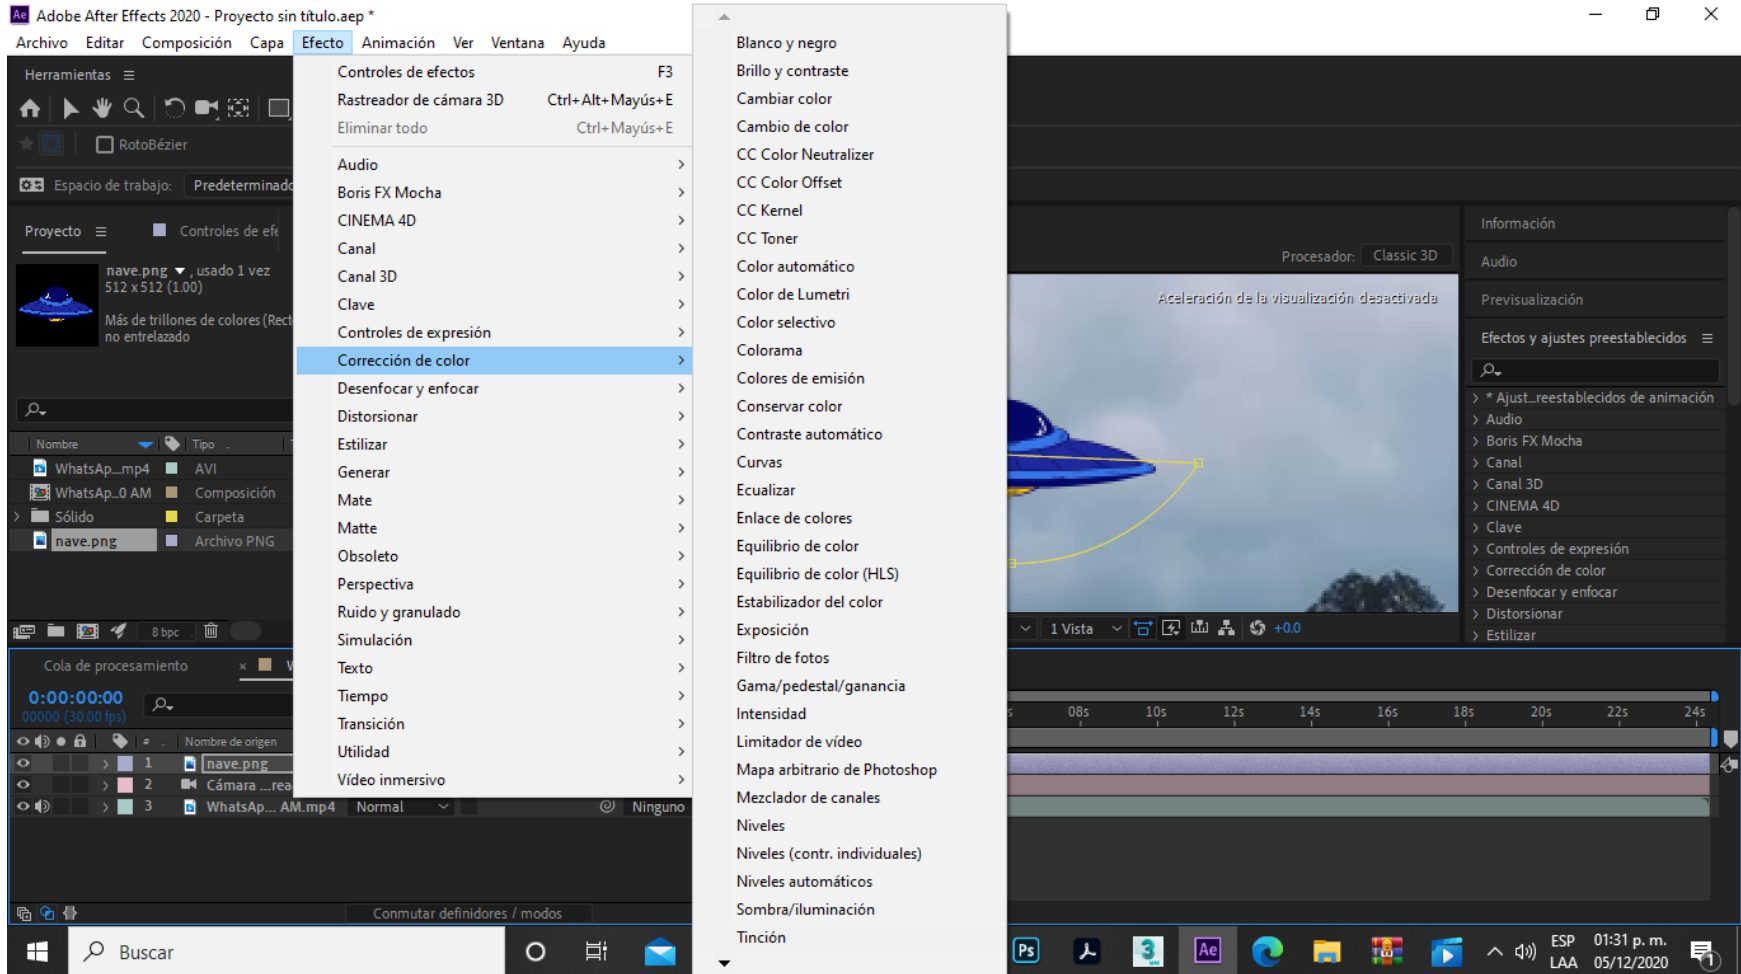 Adobe After Effects 2020 - Proyecto sin título.aep *
Archivo Editar Composición Capa Efecto Animación Ver Ventana Ayuda
Herramientas
RotoBézier
Espacio de trabajo: Predeterminado
Proyecto
Controles de efe
nave.png , usado 1 vez
512 x 512 (1.00)
Más de trillones de colores (Rect
no entrelazado
Nombre Tipo
WhatsAp_mp4 AVI
WhatsAp_0 AM Composición
Sólido Carpeta
nave.png Archivo PNG
8 bpc
Controles de efectos F3
Rastreador de cámara 3D Ctrl+Alt+Mayús+E
Eliminar todo Ctrl+Mayús+E
Audio
Boris FX Mocha
CINEMA 4D
Canal
Canal 3D
Clave
Controles de expresión
Corrección de color
Desenfocar y enfocar
Distorsionar
Estilizar
Generar
Mate
Matte
Obsoleto
Perspectiva
Ruido y granulado
Simulación
Texto
Tiempo
Transición
Utilidad
Vídeo inmersivo
Blanco y negro
Brillo y contraste
Cambiar color
Cambio de color
CC Color Neutralizer
CC Color Offset
CC Kernel
CC Toner
Color automático
Color de Lumetri
Color selectivo
Colorama
Colores de emisión
Conservar color
Contraste automático
Curvas
Ecualizar
Enlace de colores
Equilibrio de color
Equilibrio de color (HLS)
Estabilizador del color
Exposición
Filtro de fotos
Gama/pedestal/ganancia
Intensidad
Limitador de vídeo
Mapa arbitrario de Photoshop
Mezclador de canales
Niveles
Niveles (contr. individuales)
Niveles automáticos
Sombra/iluminación
Tinción
Procesador: Classic 3D
Aceleración de la visualización desactivada
1 Vista +0.0
Información
Audio
Previsualización
Efectos y ajustes preestablecidos
* Ajust_reestablecidos de animación
Audio
Boris FX Mocha
Canal
Canal 3D
CINEMA 4D
Clave
Controles de expresión
Corrección de color
Desenfocar y enfocar
Distorsionar
Estilizar
Cola de procesamiento
0:00:00:00
00000 (30.00 fps)
# Nombre de origen
1 nave.png
2 Cámara ...rea
3 WhatsAp... AM.mp4 Normal Ninguno
08s 10s 12s 14s 16s 18s 20s 22s 24s
Conmutar definidores / modos
Buscar
Ps
3
Ae
ESP
LAA
01:31 p. m.
05/12/2020
1